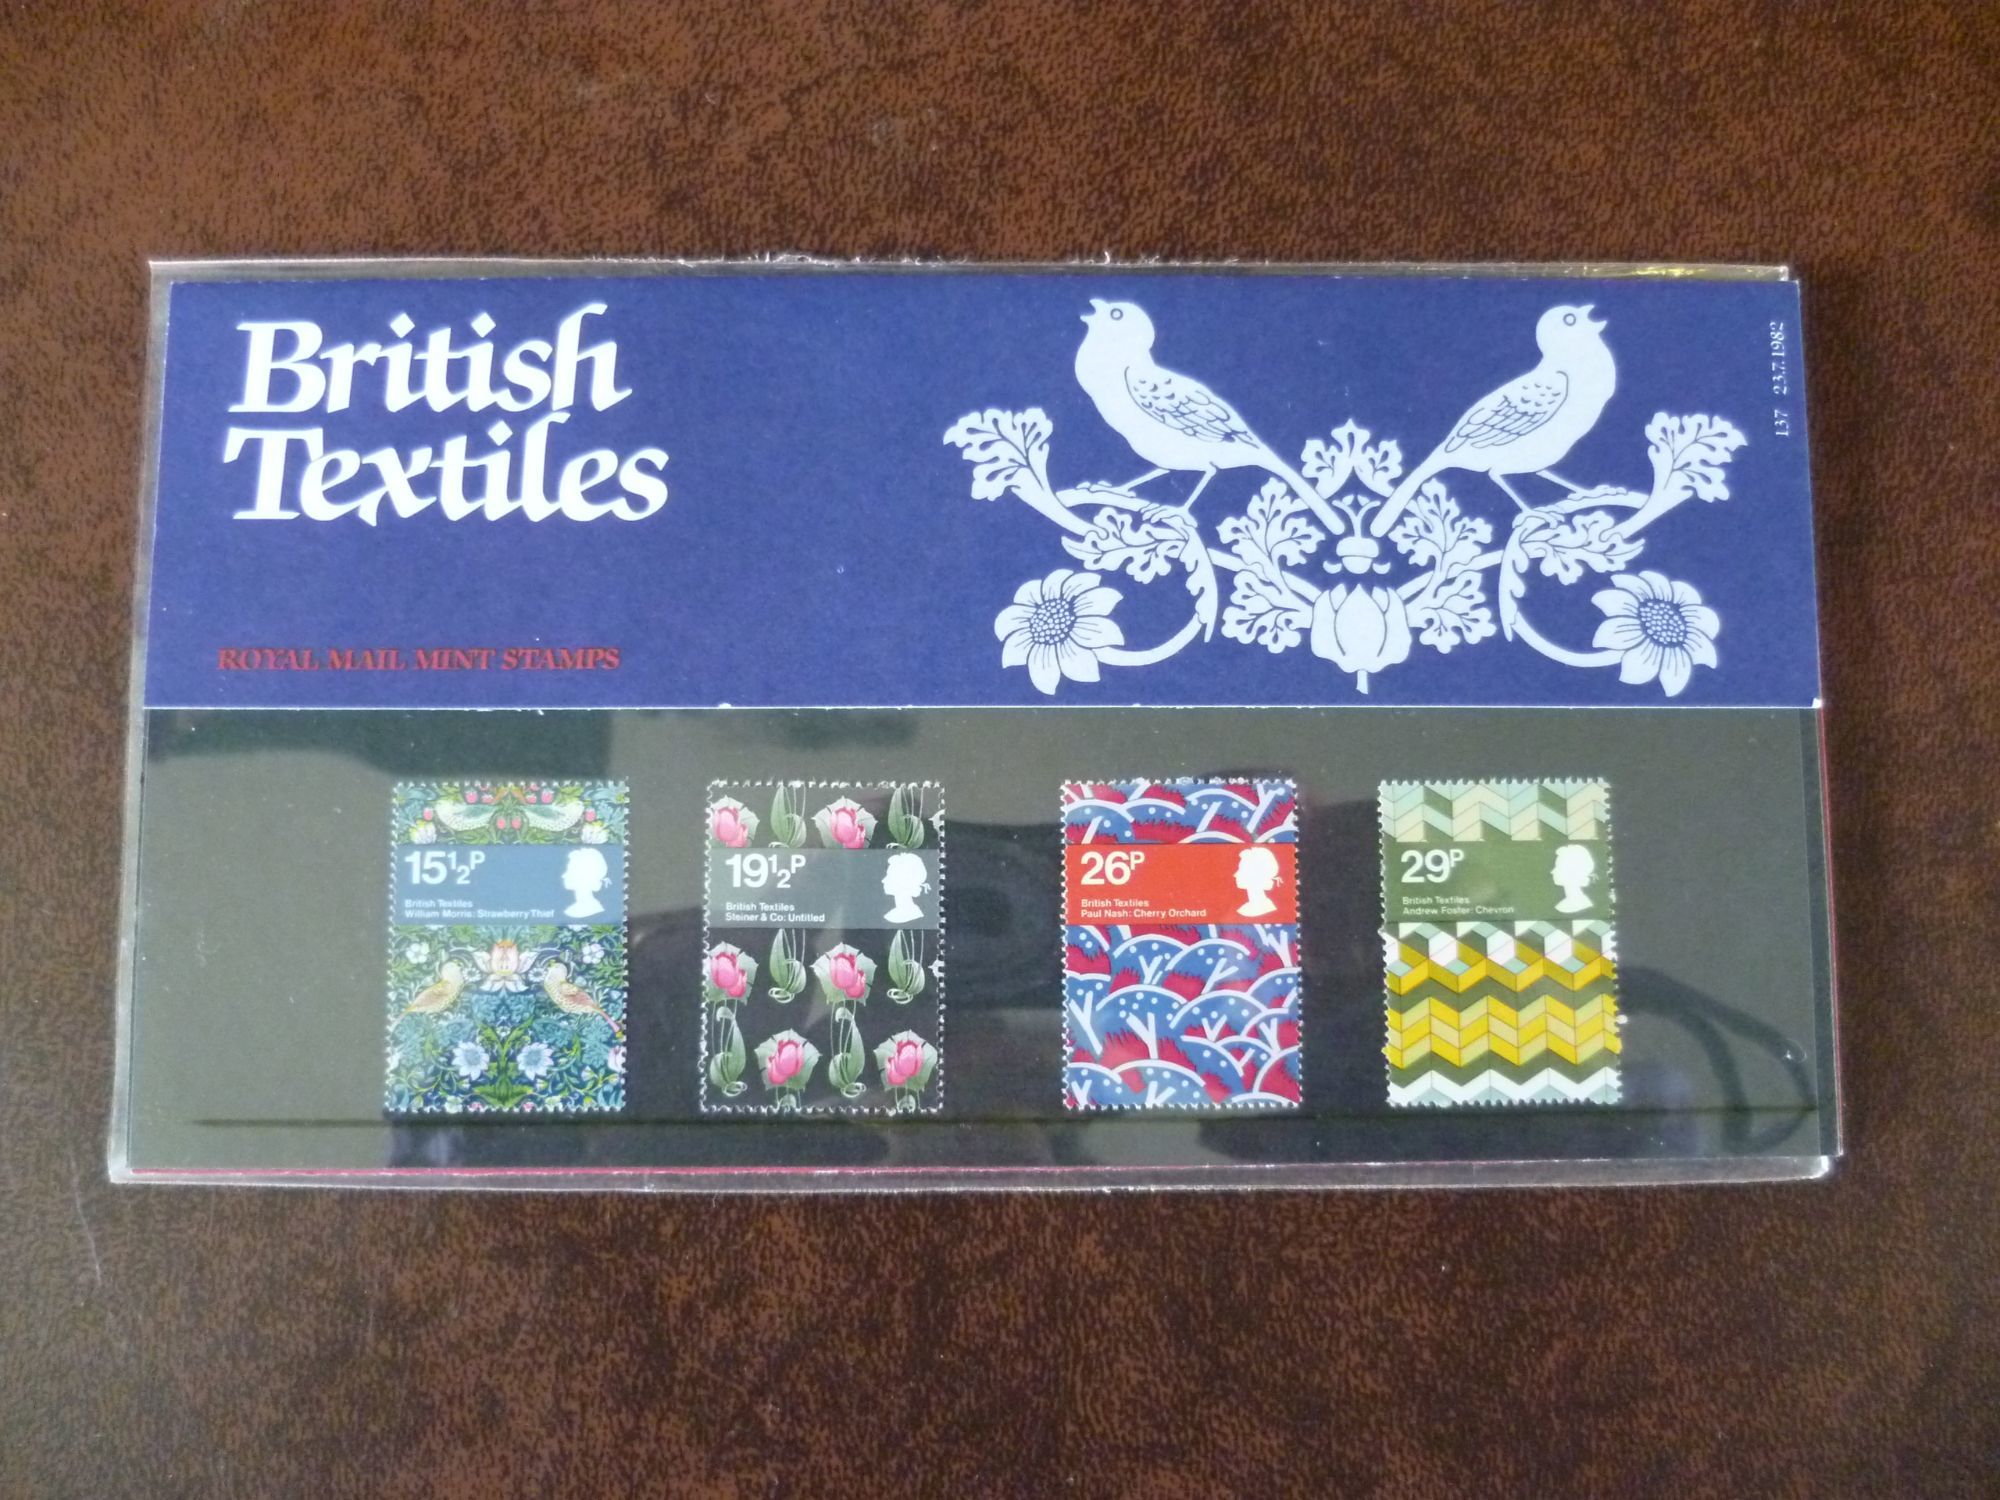 British
Textiles
ROYAL MAIL MINT STAMPS
137 23.7.1982
15½P
British Textiles
William Morris: Strawberry Thief
19½P
British Textiles
Steiner & Co: Untitled
26P
British Textiles
Paul Nash: Cherry Orchard
29P
British Textiles
Andrew Foster: Chevron